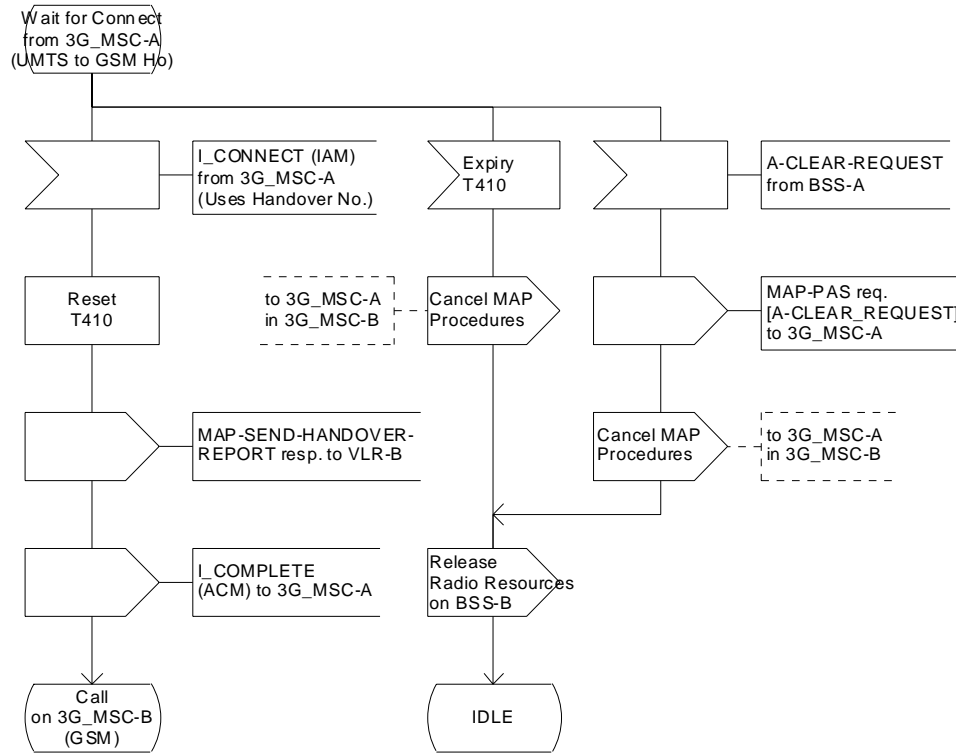 Wait for Connect
from 3G_MSC-A
(UMTS to GSM Ho)
I_CONNECT (IAM)
from 3G_MSC-A
(Uses Handover No.)
Expiry
T410
A-CLEAR-REQUEST
from BSS-A
Reset
T410
to 3G_MSC-A
in 3G_MSC-B
Cancel MAP
Procedures
MAP-PAS req.
[A-CLEAR_REQUEST]
to 3G_MSC-A
MAP-SEND-HANDOVER-
REPORT resp. to VLR-B
Cancel MAP
Procedures
to 3G_MSC-A
in 3G_MSC-B
I_COMPLETE
(ACM) to 3G_MSC-A
Release
Radio Resources
on BSS-B
Call
on 3G_MSC-B
(GSM)
IDLE